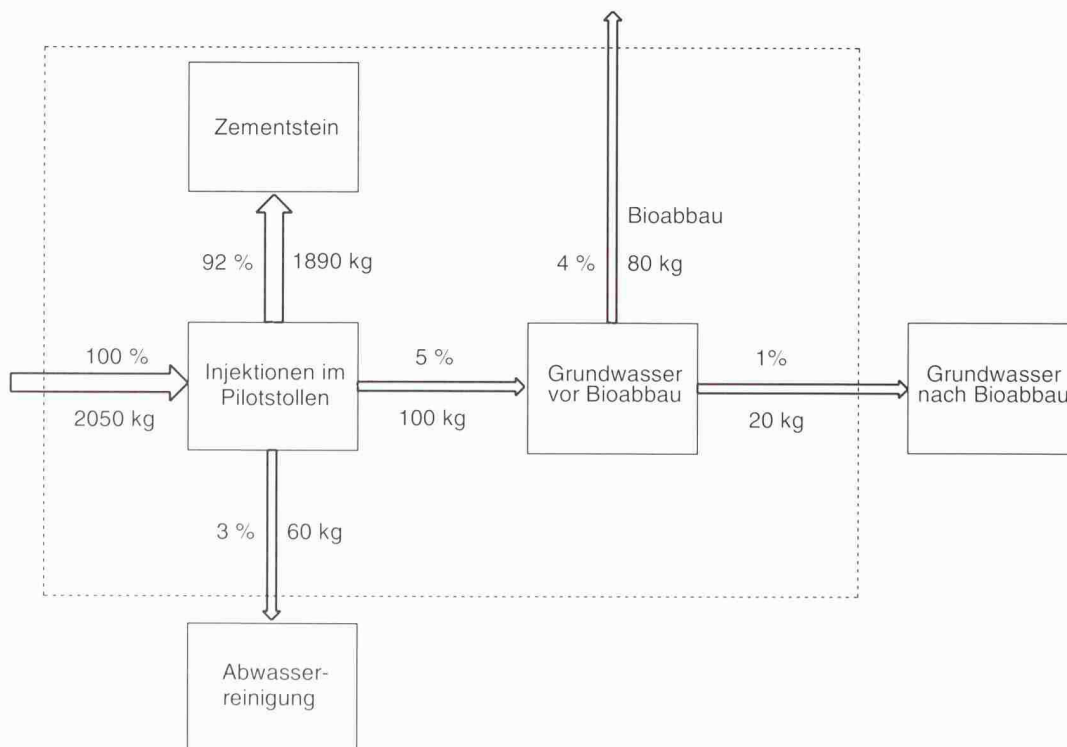 Zementstein
Bioabbau
92 %
1890 kg
4 %
80 kg
100 %
2050 kg
Injektionen im
Pilotstollen
5 %
100 kg
Grundwasser
vor Bioabbau
1%
20 kg
Grundwasser
nach Bioabbau
3 %
60 kg
Abwasser-
reinigung